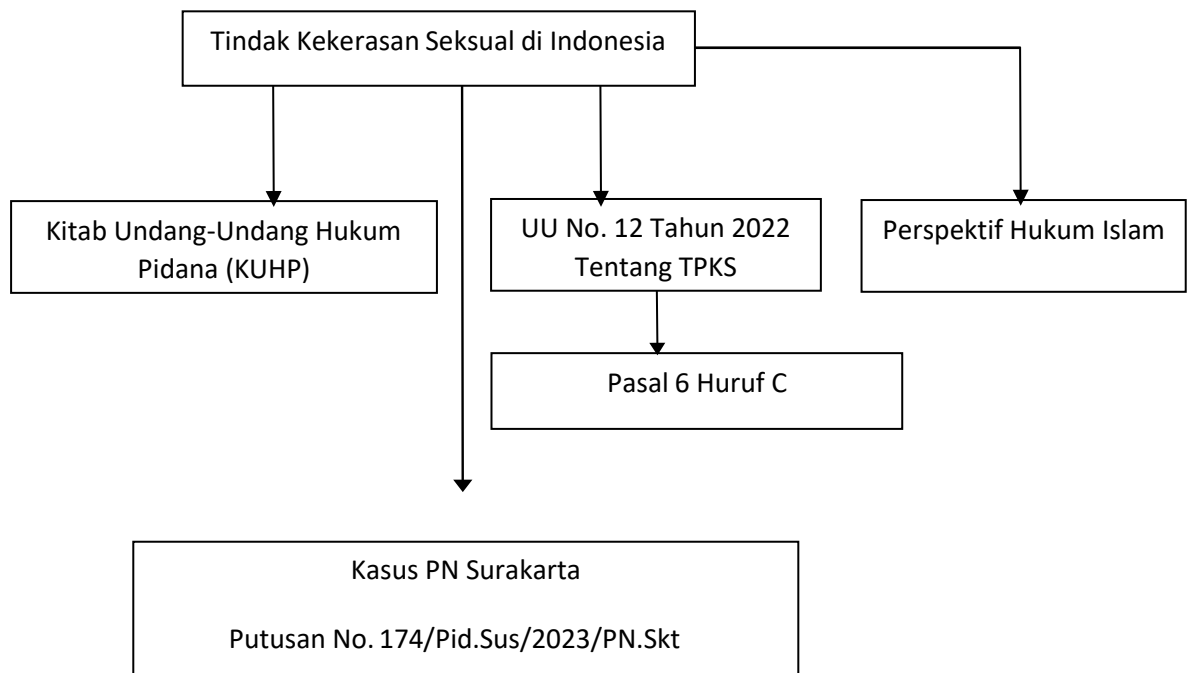 Tindak Kekerasan Seksual di Indonesia
Kitab Undang-Undang Hukum
Pidana (KUHP)
UU No. 12 Tahun 2022
Tentang TPKS
Perspektif Hukum Islam
Pasal 6 Huruf C
Kasus PN Surakarta
Putusan No. 174/Pid.Sus/2023/PN.Skt